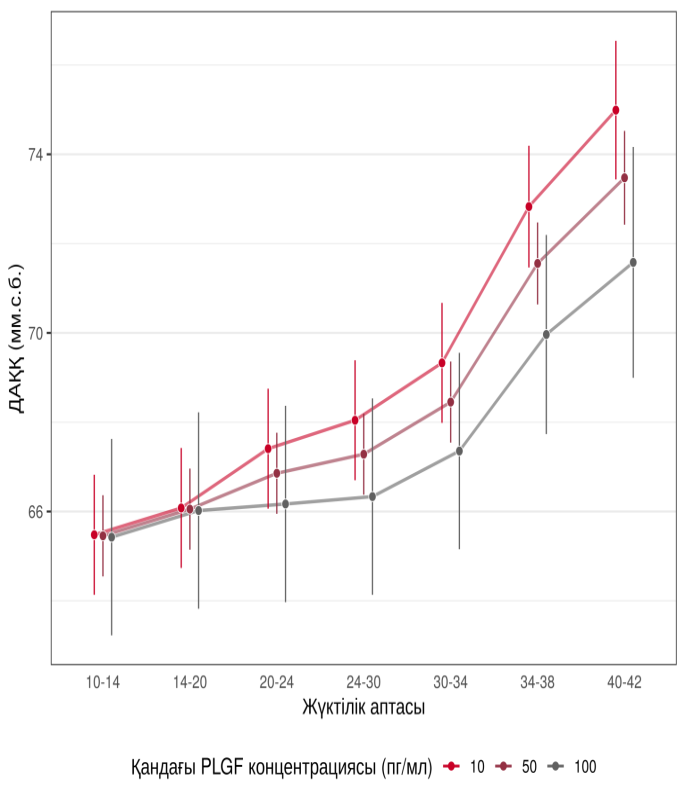 ДАҚҚ (мм.с.б.)
74
70
66
10-14 14-20 20-24 24-30 30-34 34-38 40-42
Жүктілік аптасы
Қандағы PLGF концентрациясы (пг/мл) 10 50 100